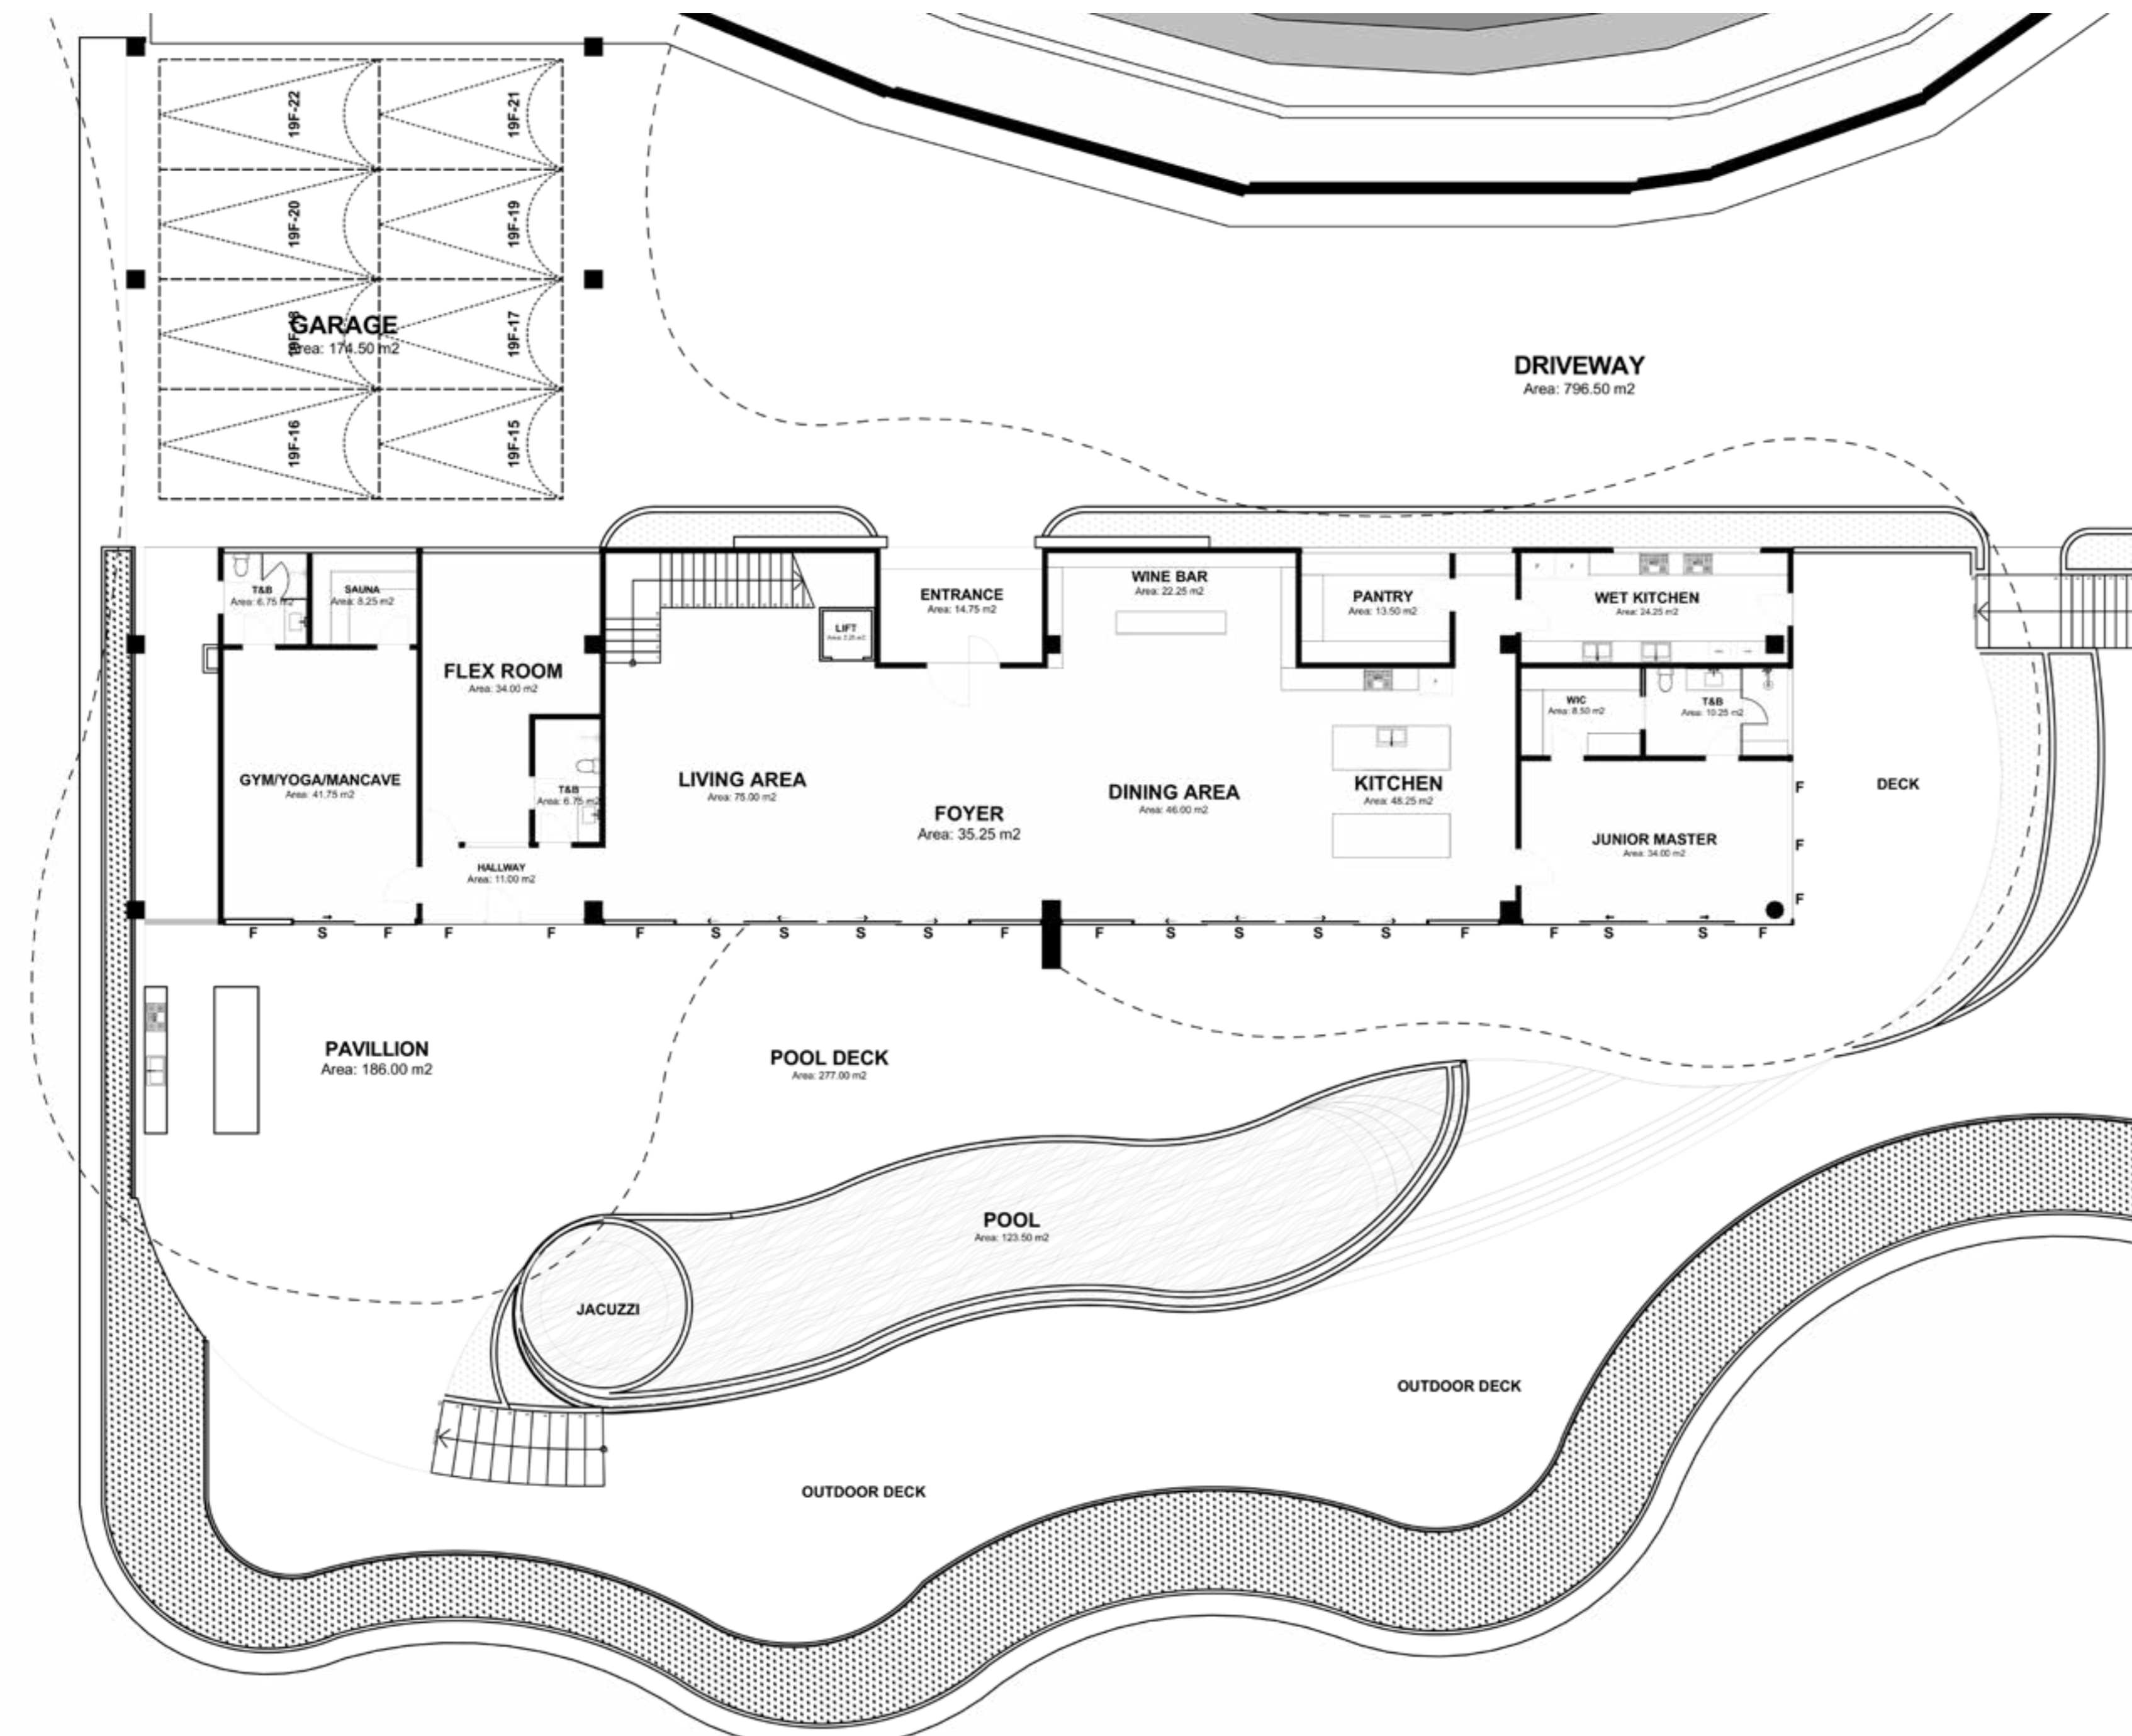 19F-22
19F-21
19F-20
19F-19
GARAGE
Area: 174.50 m2
19F-17
19F-16
19F-15
DRIVEWAY
Area: 796.50 m2
T&B
Area: 6.75 m2
SAUNA
Area: 8.25 m2
FLEX ROOM
Area: 34.00 m2
LIFT
ENTRANCE
Area: 14.75 m2
WINE BAR
Area: 22.25 m2
PANTRY
Area: 13.50 m2
WET KITCHEN
Area: 24.25 m2
WIC
Area: 8.50 m2
T&B
Area: 10.25 m2
GYM/YOGA/MANCAVE
Area: 41.75 m2
T&B
Area: 6.75 m2
HALLWAY
Area: 11.00 m2
LIVING AREA
Area: 75.00 m2
FOYER
Area: 35.25 m2
DINING AREA
Area: 46.00 m2
KITCHEN
Area: 48.25 m2
JUNIOR MASTER
Area: 34.00 m2
DECK
F
F
F
F S F F F F S S S S F F S S S S F F S S F
PAVILLION
Area: 186.00 m2
POOL DECK
Area: 277.00 m2
POOL
Area: 123.50 m2
JACUZZI
OUTDOOR DECK
OUTDOOR DECK